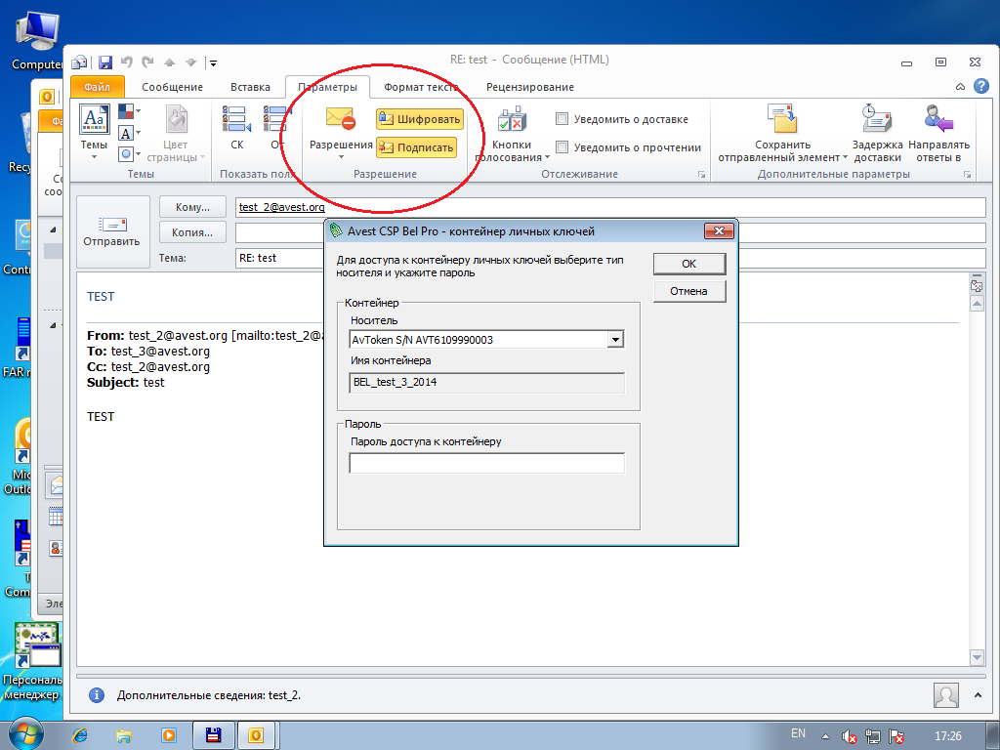 Computer
RE: test - Сообщение (HTML)
Файл Сообщение Вставка Параметры Формат текста Рецензирование
Темы
Цвет страницы
Темы
СК
Показать поля
Разрешения
Шифровать
Подписать
Разрешение
Кнопки голосования
Уведомить о доставке
Уведомить о прочтении
Отслеживание
Сохранить отправленный элемент
Задержка доставки
Направлять ответы в
Дополнительные параметры
Отправить
Кому... test_2@avest.org
Копия...
Тема: RE: test
TEST
From: test_2@avest.org [mailto:test_2@a
To: test_3@avest.org
Cc: test_2@avest.org
Subject: test
TEST
Avest CSP Bel Pro - контейнер личных ключей
Для доступа к контейнеру личных ключей выберите тип
носителя и укажите пароль
OK
Отмена
Контейнер
Носитель
AvToken S/N AVT6109990003
Имя контейнера
BEL_test_3_2014
Пароль
Пароль доступа к контейнеру
Recy
Cont
FAR m
Mic
Outlo
T
Com
Эле
Персональ
менеджер
Дополнительные сведения: test_2.
EN 17:26